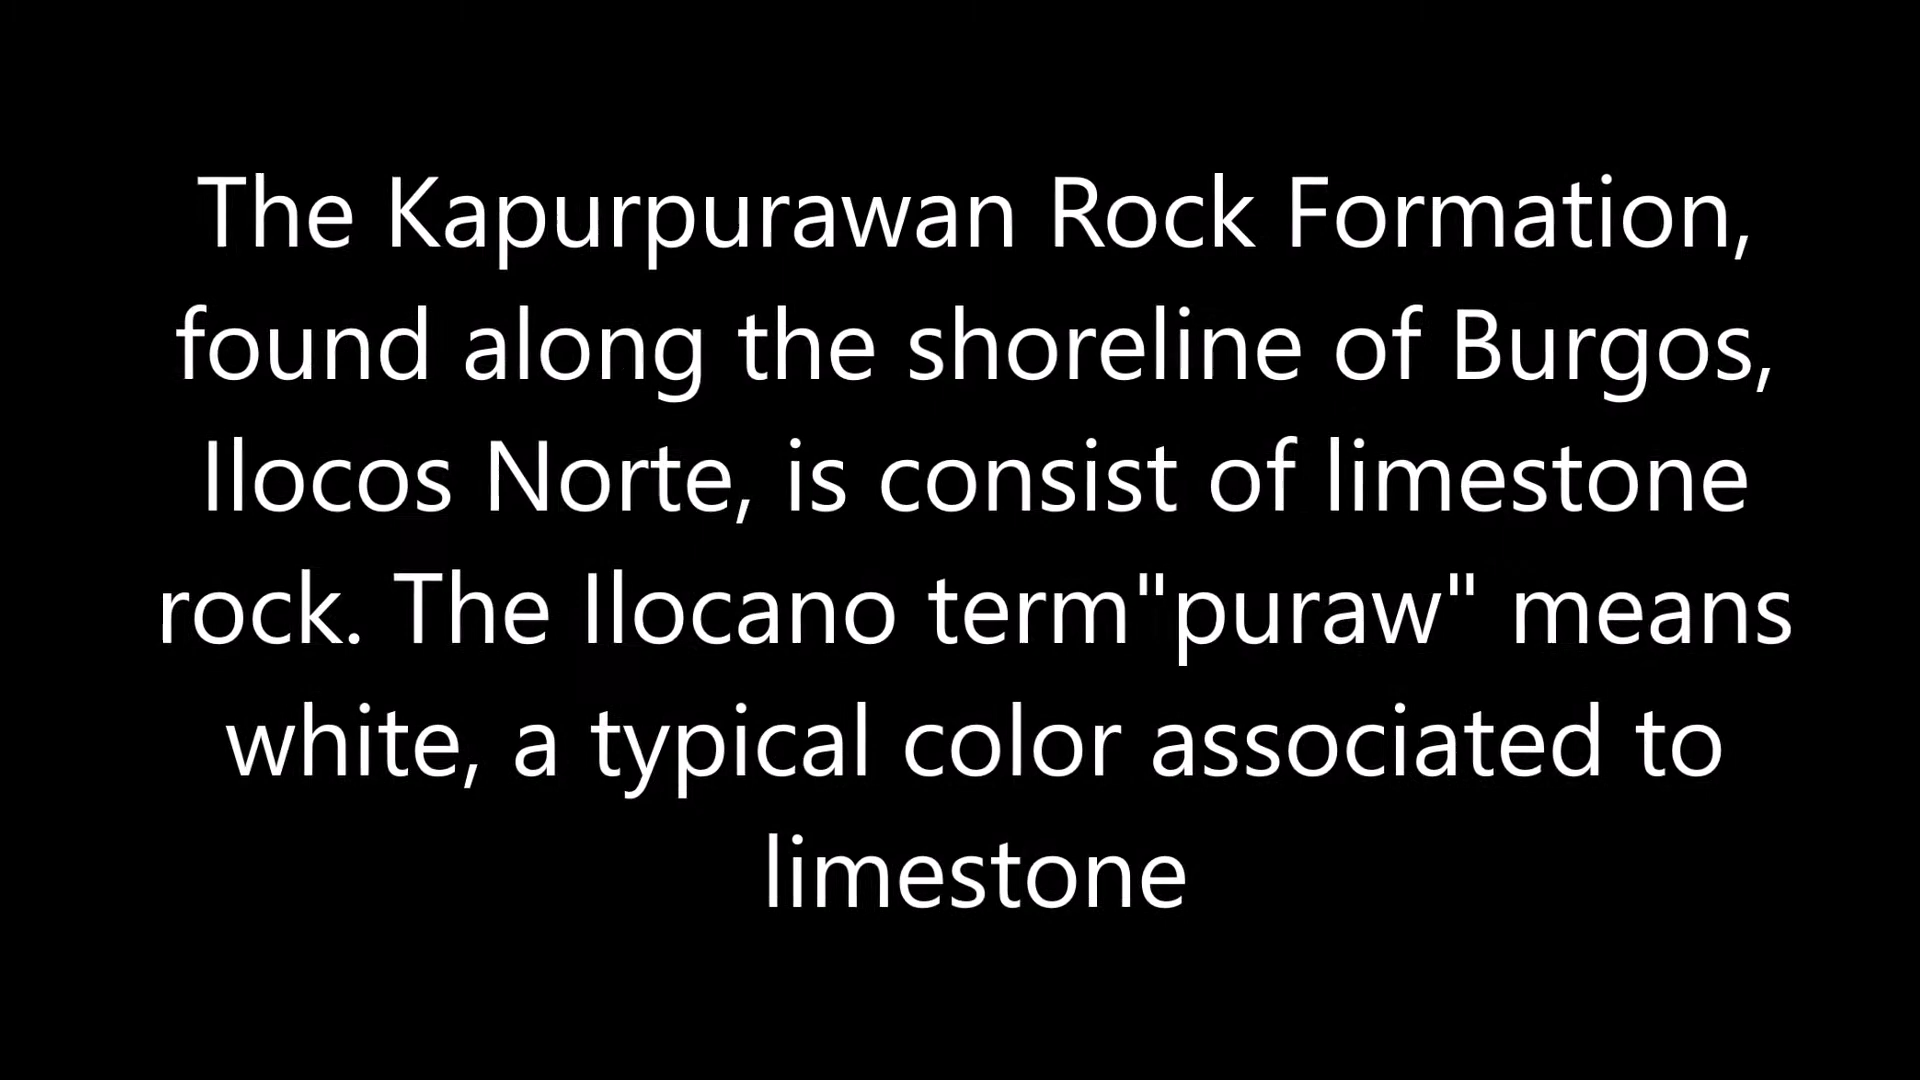 The Kapurpurawan Rock Formation,
found along the shoreline of Burgos,
Ilocos Norte, is consist of limestone
rock. The Ilocano term"puraw" means
white, a typical color associated to
limestone